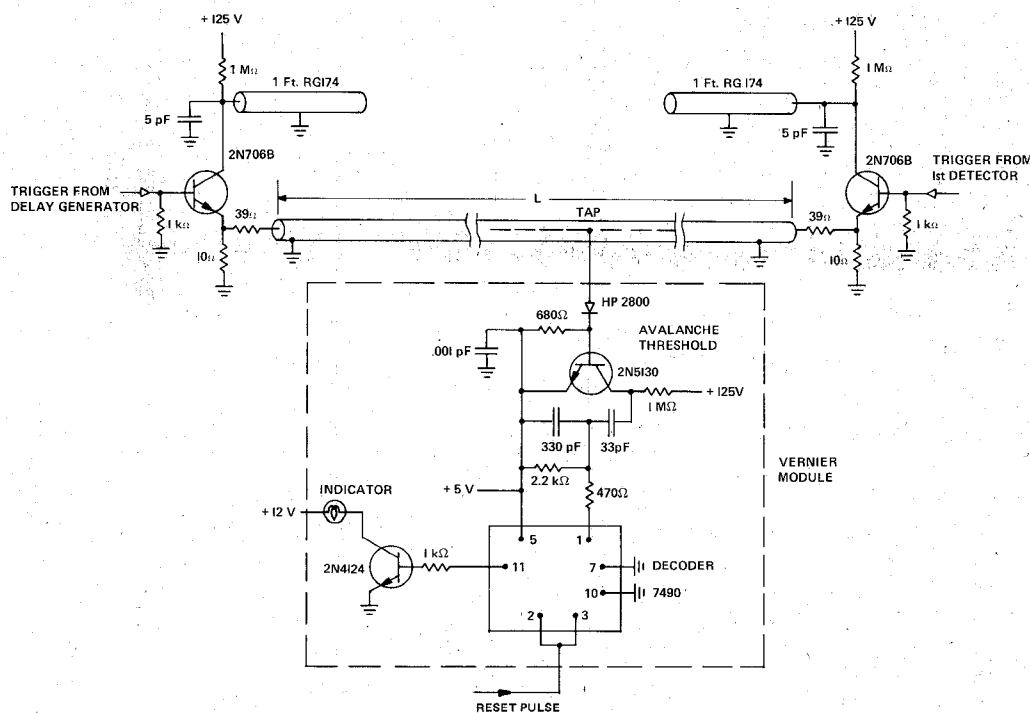 + 125 V
+ 125 V
1 MΩ
1 Ft. RG174
1 Ft. RG 174
1 MΩ
5 pF
5 pF
2N706B
2N706B
TRIGGER FROM
DELAY GENERATOR
TRIGGER FROM
1st DETECTOR
L
TAP
1 kΩ
39Ω
39Ω
1 kΩ
10Ω
10Ω
HP 2800
680Ω
AVALANCHE
THRESHOLD
.001 pF
2N5130
+ 125V
1 MΩ
330 pF
33pF
VERNIER
MODULE
2.2 kΩ
+ 5 V
470Ω
INDICATOR
+ 12 V
5
1
1 kΩ
2N4124
11
7
DECODER
10
7490
2
3
RESET PULSE